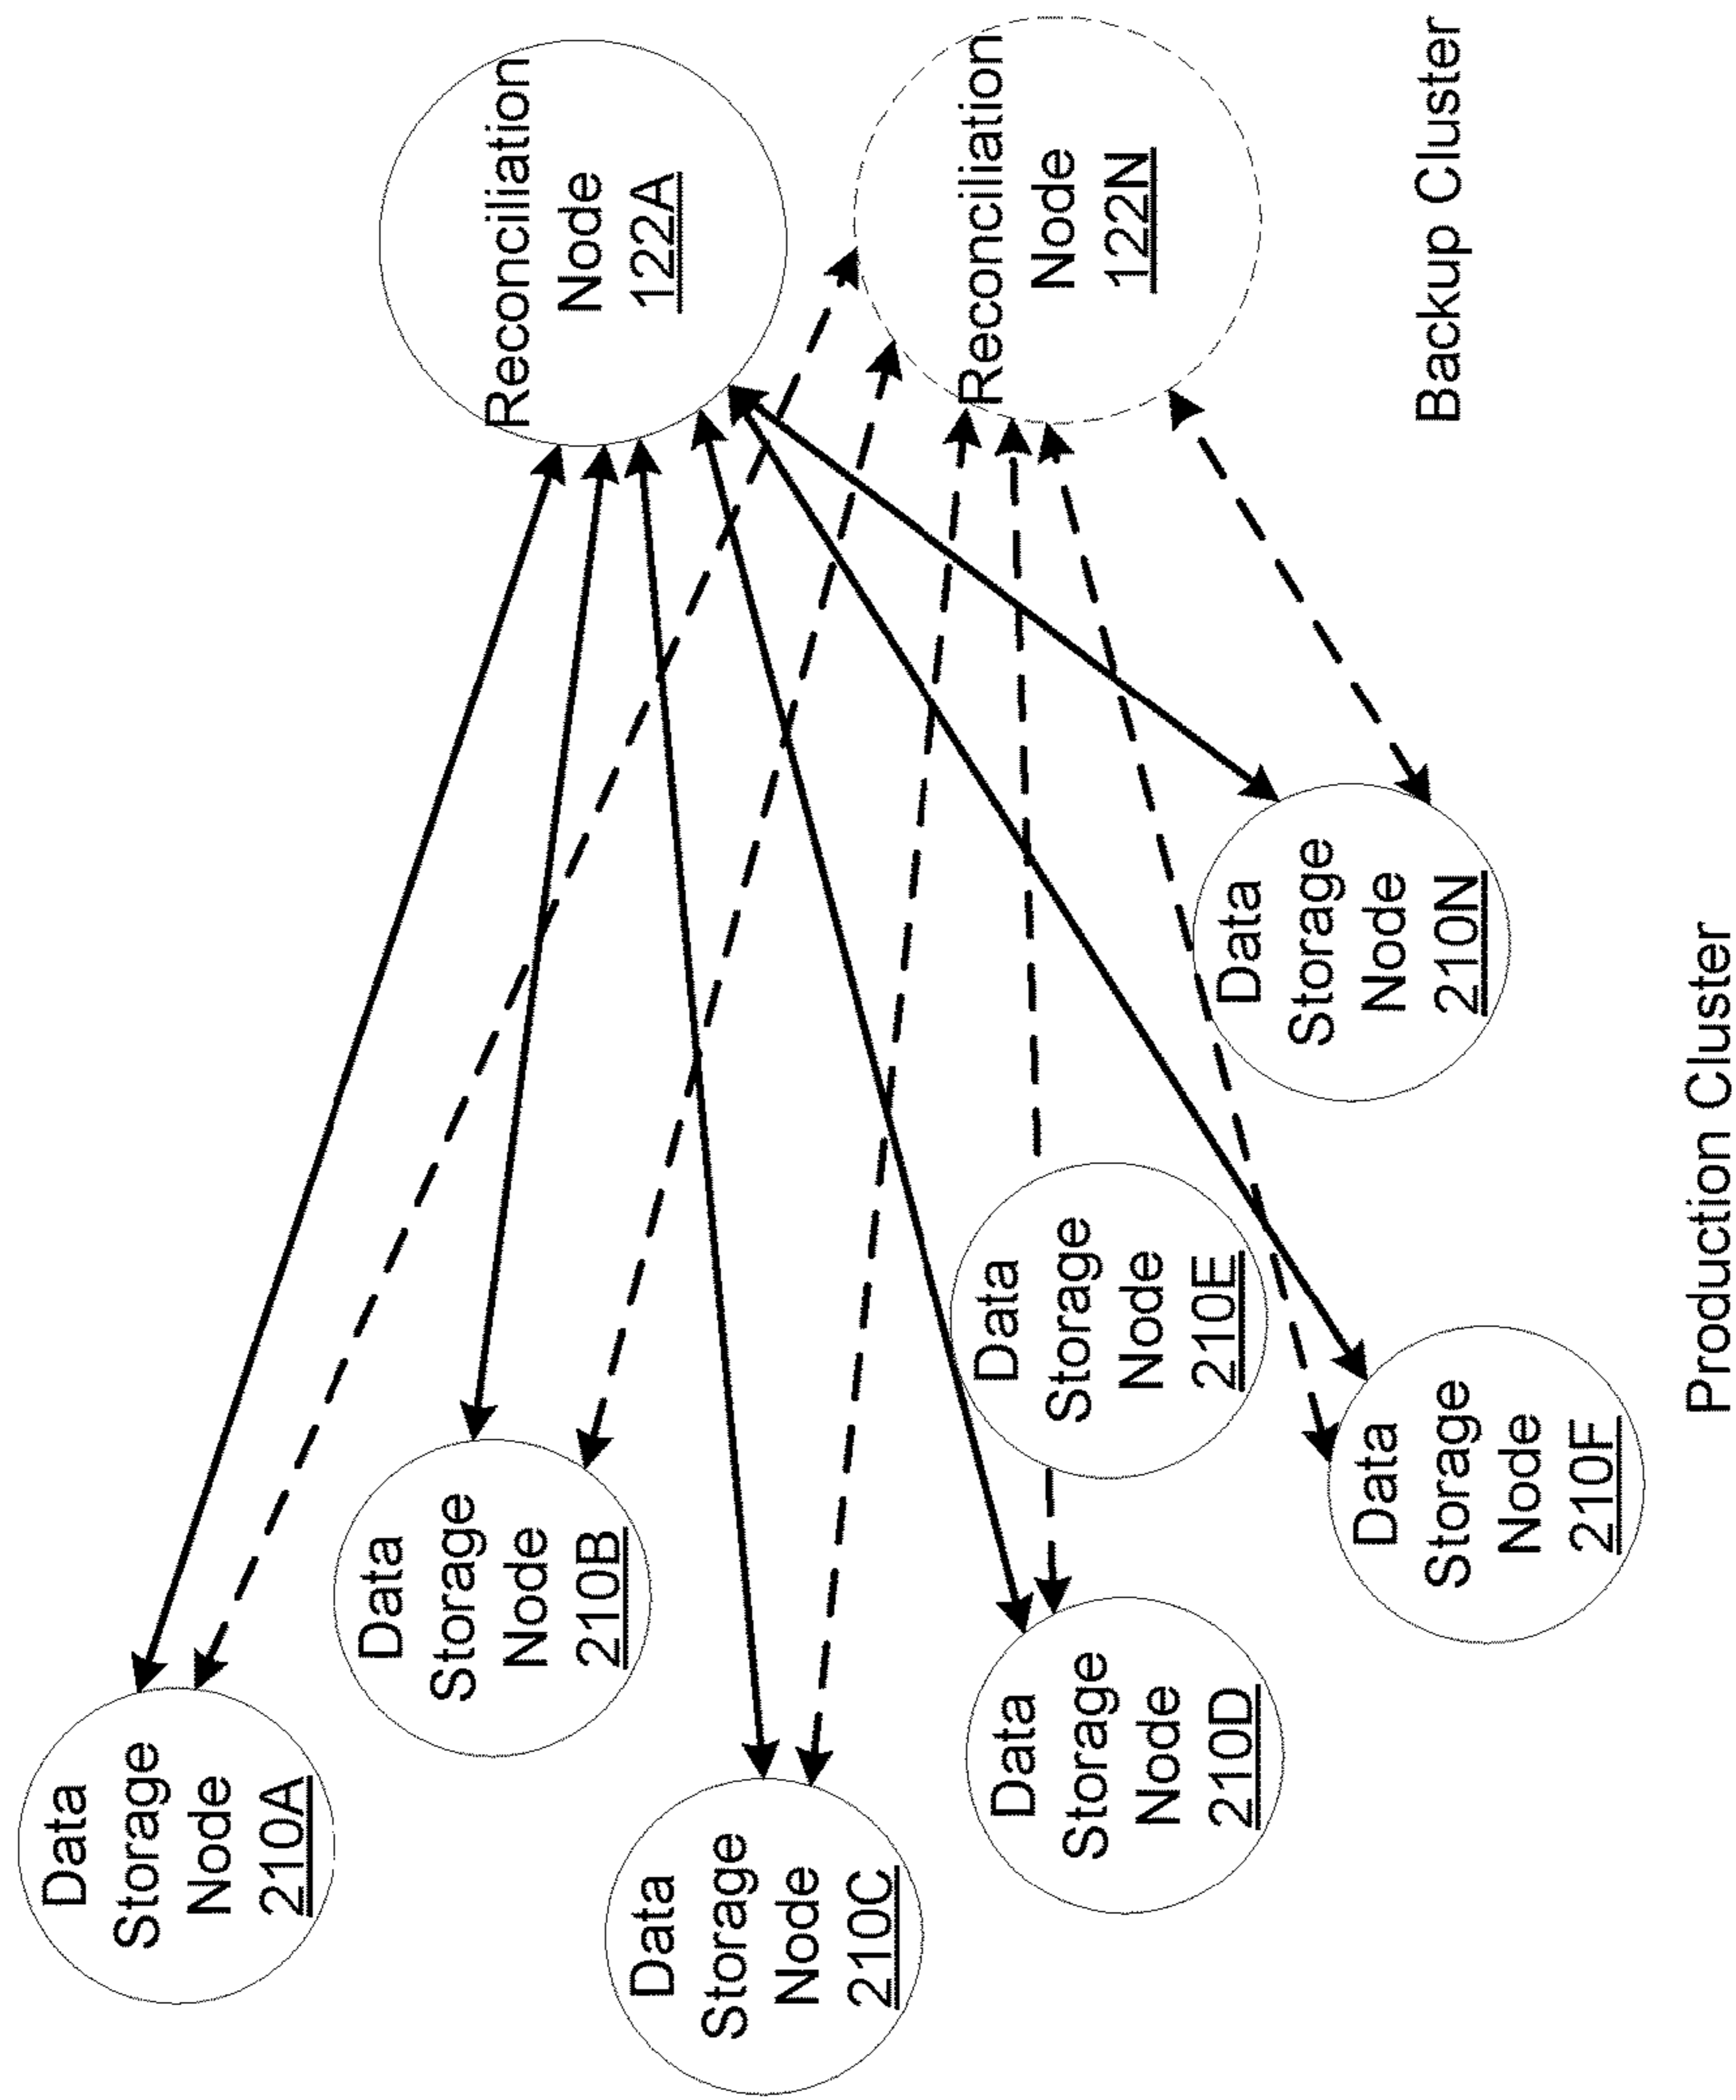 Data
Storage
Node
210A
Data
Storage
Node
210B
Data
Storage
Node
210C
Data
Storage
Node
210D
Data
Storage
Node
210E
Data
Storage
Node
210F
Data
Storage
Node
210N
Production Cluster
Reconciliation
Node
122A
Reconciliation
Node
122N
Backup Cluster